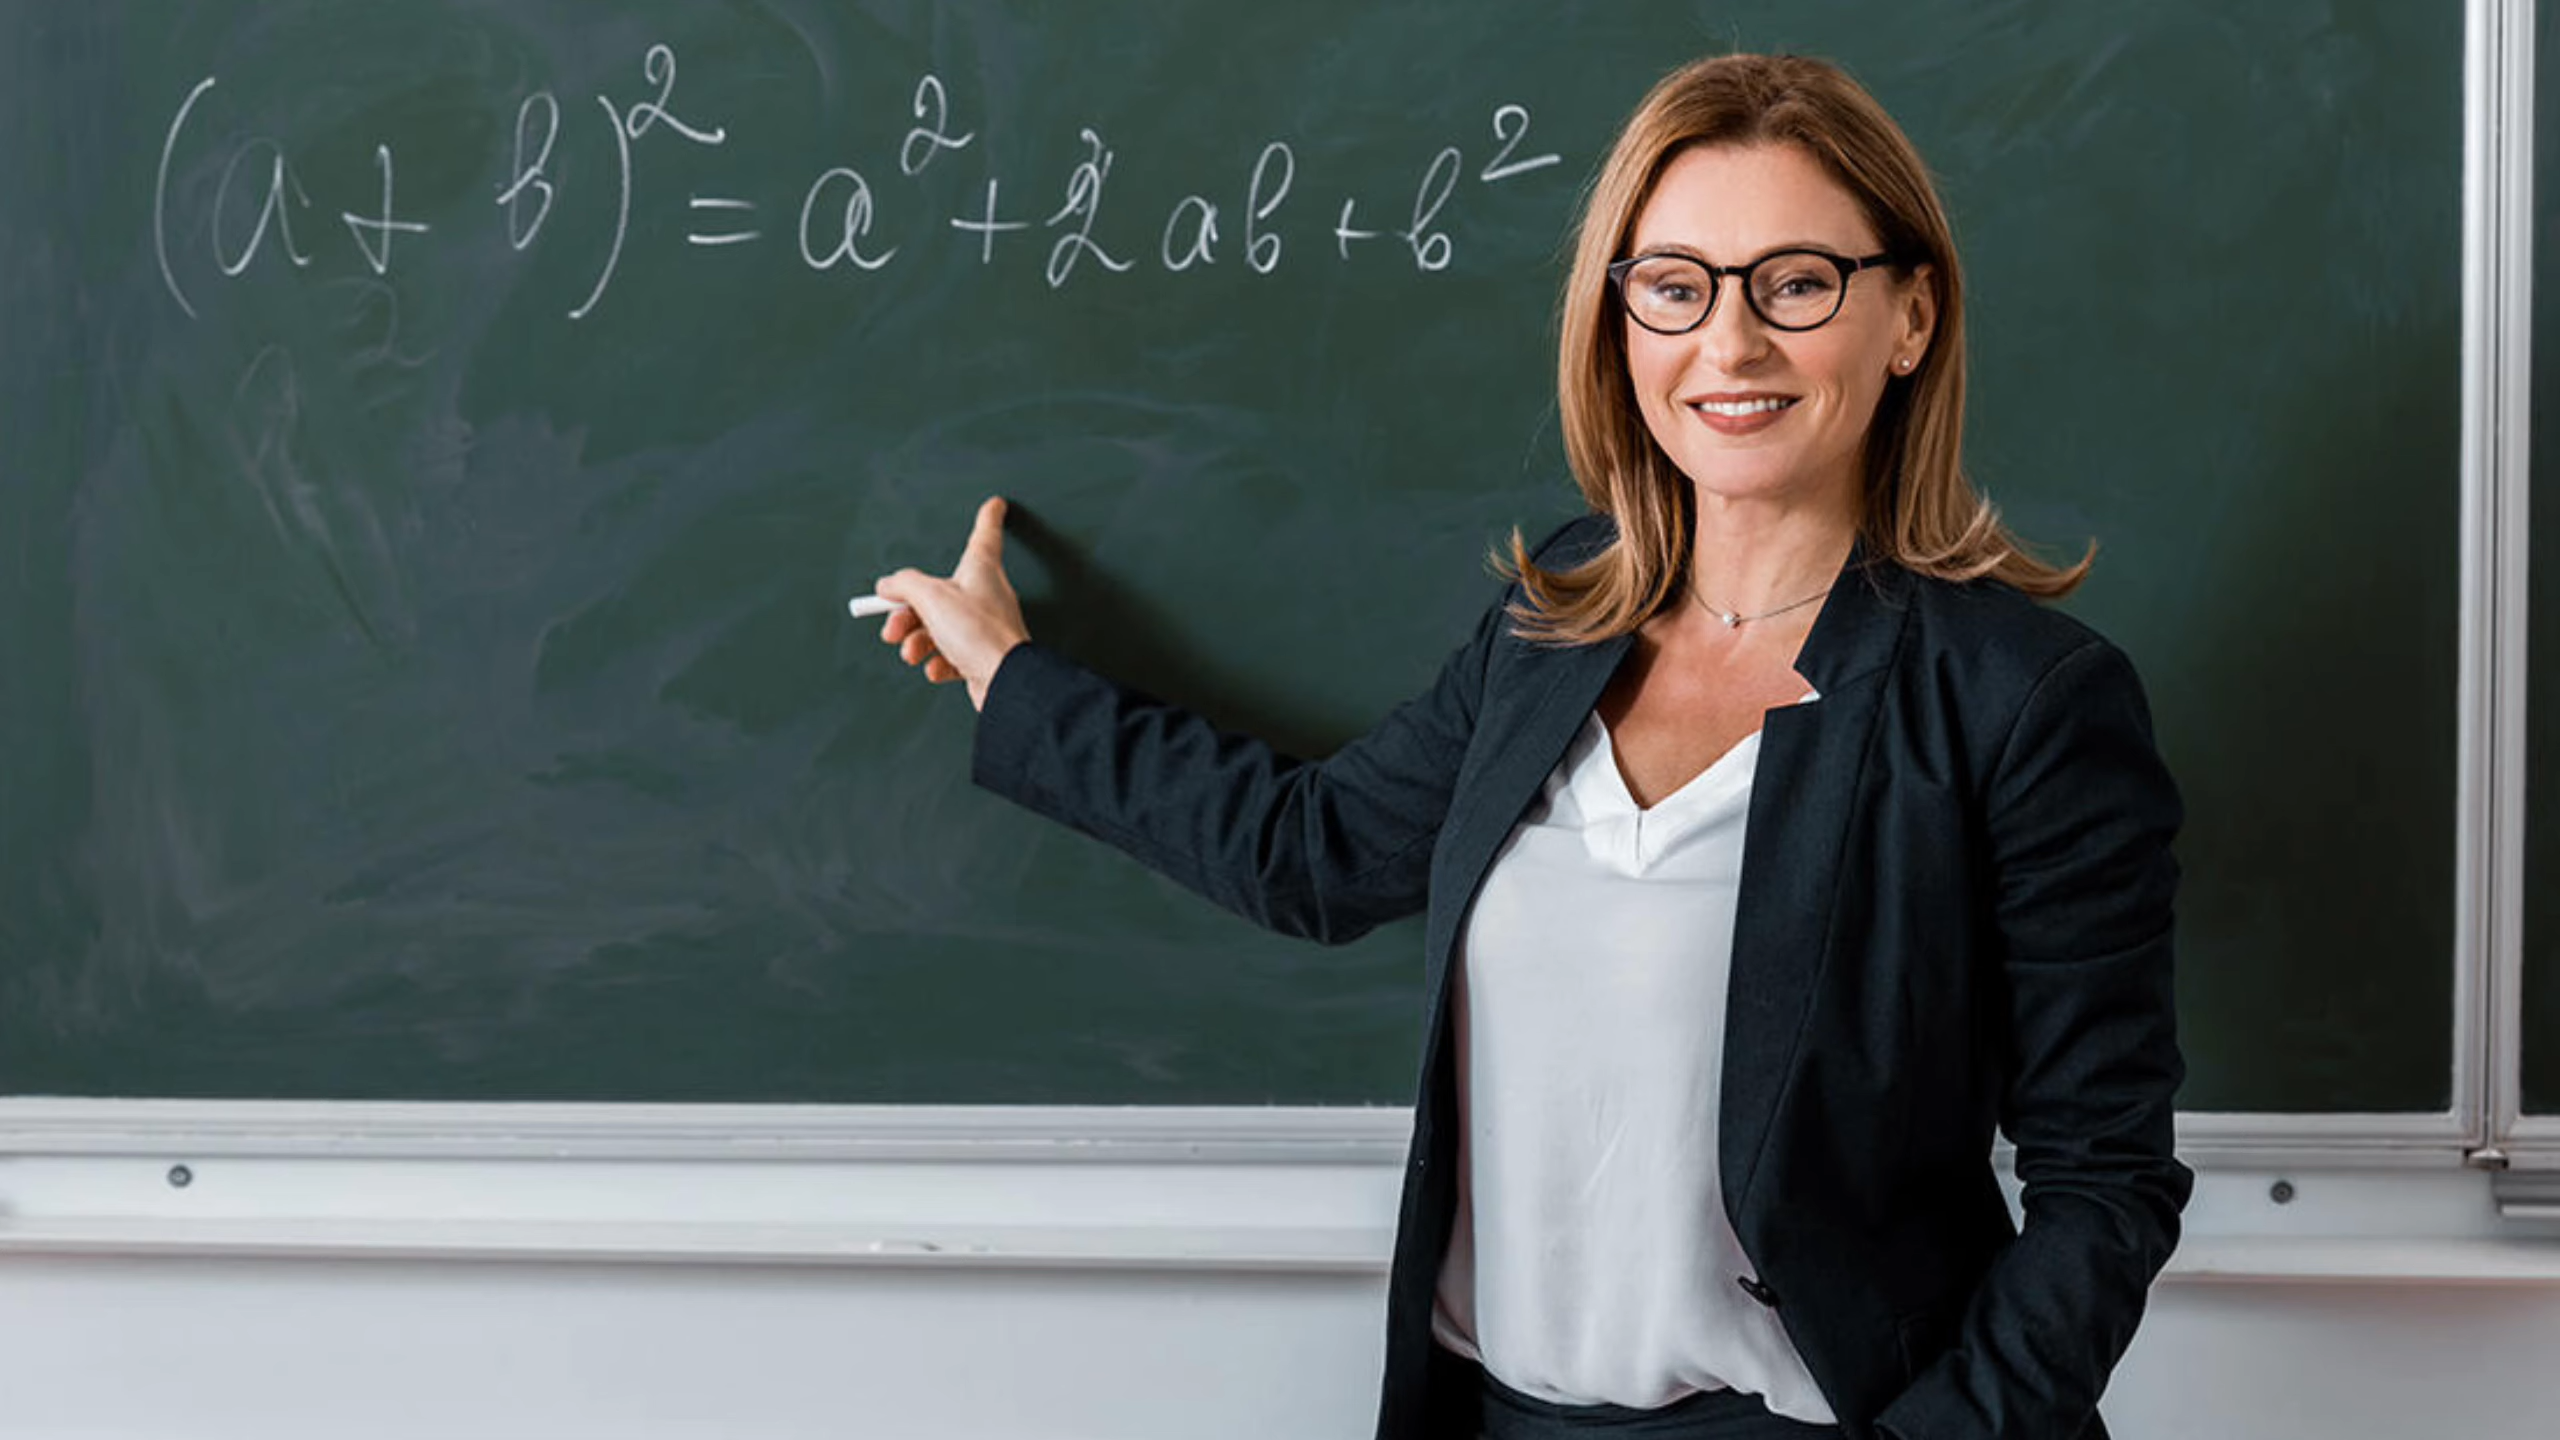 (a + b)² = a² + 2ab + b²